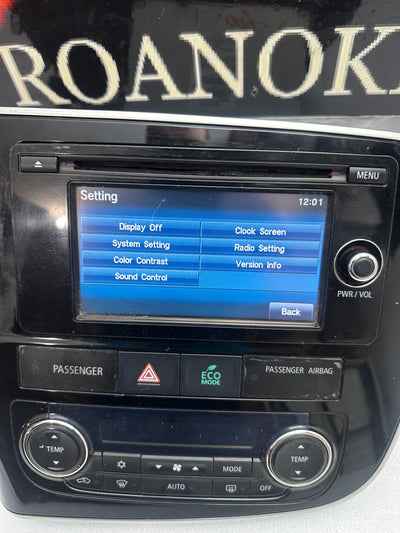 ROANOK
MENU
Setting 12:01
Display Off Clock Screen
System Setting Radio Setting
Color Contrast Version Info
Sound Control
Back
PWR / VOL
PASSENGER ECO MODE PASSENGER AIRBAG
TEMP MODE TEMP
AUTO OFF